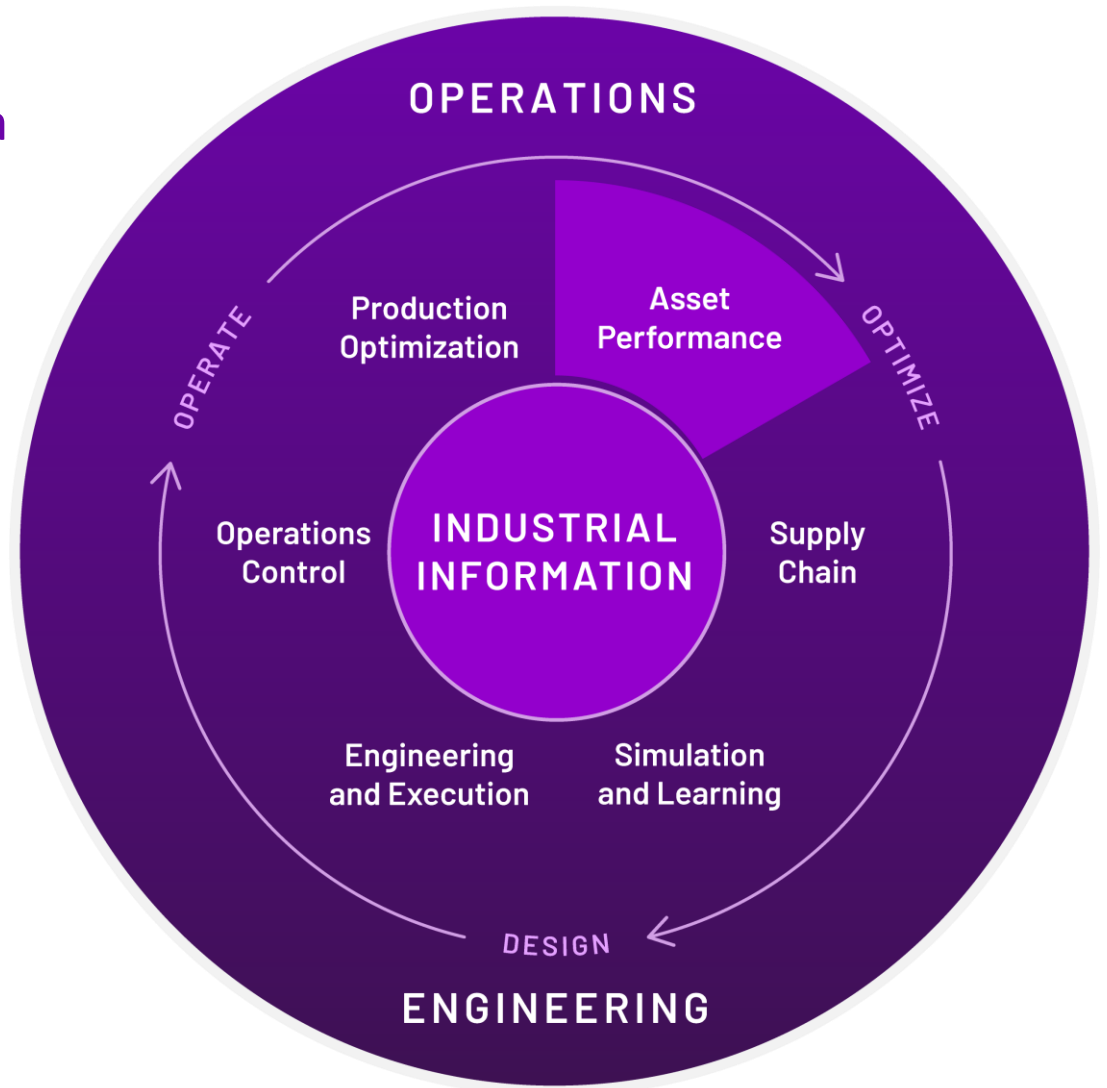 OPERATIONS
Production
Optimization
Asset
Performance
OPERATE
OPTIMIZE
Operations
Control
INDUSTRIAL
INFORMATION
Supply
Chain
Engineering
and Execution
Simulation
and Learning
DESIGN
ENGINEERING